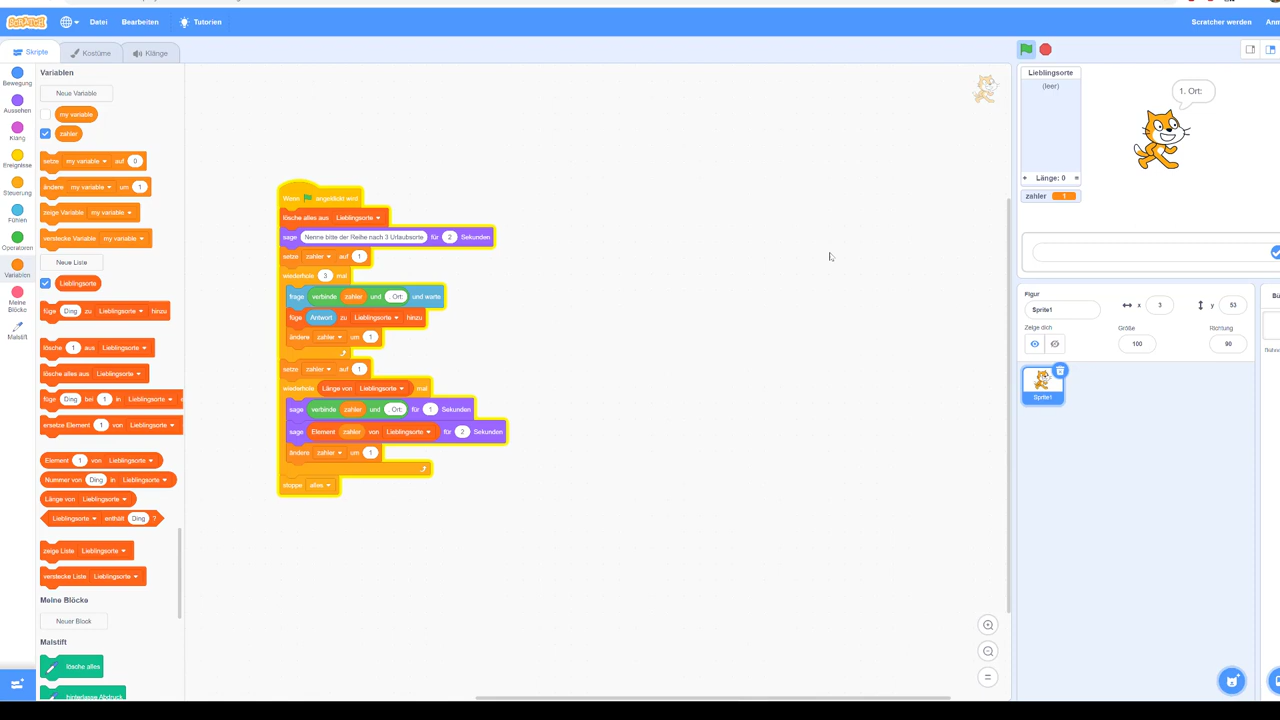 SCRATCH
Datei
Bearbeiten
Tutorien
Scratcher werden
Skripte
Kostüme
Klänge
Bewegung
Aussehen
Klang
Ereignisse
Steuerung
Fühlen
Operatoren
Variablen
Meine
Blöcke
Malstift
Variablen
Neue Variable
my variable
zahler
setze my variable auf 0
ändere my variable um 1
zeige Variable my variable
verstecke Variable my variable
Neue Liste
Lieblingsorte
füge Ding zu Lieblingsorte hinzu
lösche 1 aus Lieblingsorte
lösche alles aus Lieblingsorte
füge Ding bei 1 in Lieblingsorte
ersetze Element 1 von Lieblingsorte
Element 1 von Lieblingsorte
Nummer von Ding in Lieblingsorte
Länge von Lieblingsorte
Lieblingsorte enthält Ding ?
zeige Liste Lieblingsorte
verstecke Liste Lieblingsorte
Meine Blöcke
Neuer Block
Malstift
lösche alles
hinterlasse Abdruck
Wenn angeklickt wird
lösche alles aus Lieblingsorte
sage Nenne bitte der Reihe nach 3 Urlaubsorte für 2 Sekunden
setze zahler auf 1
wiederhole 3 mal
frage verbinde zahler und . Ort: und warte
füge Antwort zu Lieblingsorte hinzu
ändere zahler um 1
setze zahler auf 1
wiederhole Länge von Lieblingsorte mal
sage verbinde zahler und . Ort: für 1 Sekunden
sage Element zahler von Lieblingsorte für 2 Sekunden
ändere zahler um 1
stoppe alles
Lieblingsorte
(leer)
+ Länge: 0 =
zahler 1
1. Ort:
Figur
Sprite1
x 3
y 53
Zeige dich
Größe
100
Richtung
90
Sprite1